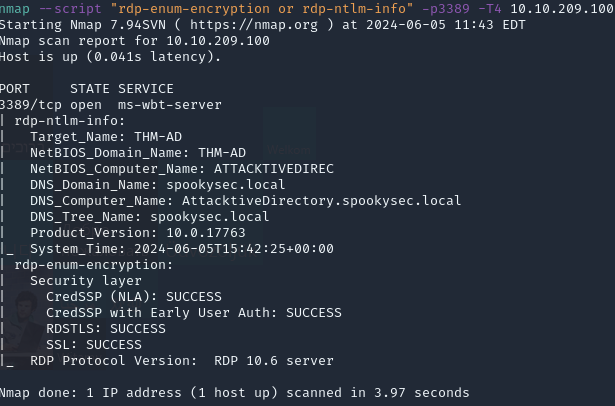 nmap --script "rdp-enum-encryption or rdp-ntlm-info" -p3389 -T4 10.10.209.100
Starting Nmap 7.94SVN ( https://nmap.org ) at 2024-06-05 11:43 EDT
Nmap scan report for 10.10.209.100
Host is up (0.041s latency).
PORT     STATE SERVICE
3389/tcp open  ms-wbt-server
| rdp-ntlm-info:
|   Target_Name: THM-AD
|   NetBIOS_Domain_Name: THM-AD
|   NetBIOS_Computer_Name: ATTACKTIVEDIREC
|   DNS_Domain_Name: spookysec.local
|   DNS_Computer_Name: AttacktiveDirectory.spookysec.local
|   DNS_Tree_Name: spookysec.local
|   Product_Version: 10.0.17763
|_  System_Time: 2024-06-05T15:42:25+00:00
| rdp-enum-encryption:
|   Security layer
|     CredSSP (NLA): SUCCESS
|     CredSSP with Early User Auth: SUCCESS
|     RDSTLS: SUCCESS
|     SSL: SUCCESS
|_  RDP Protocol Version:  RDP 10.6 server
Nmap done: 1 IP address (1 host up) scanned in 3.97 seconds